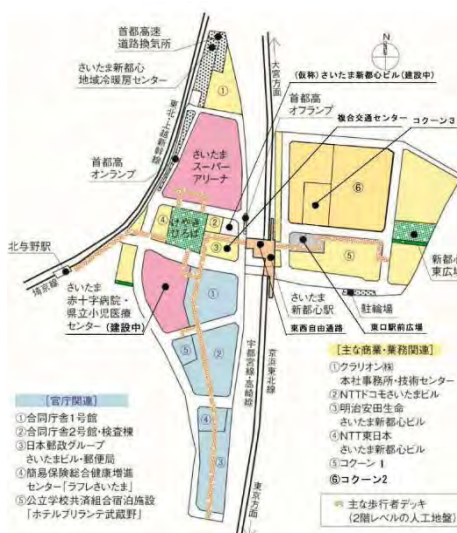 首都高速
道路換気所
さいたま新都心
地域冷暖房センター
東北・上越新幹線
首都高
オンランプ
大宮方面
N
(仮称)さいたま新都心ビル(建設中)
首都高
オフランプ
複合交通センター
コクーン3
①
さいたま
スーパー
アリーナ
⑥
④
けやき
ひろば
②
③
⑤
北与野駅
埼京線
さいたま
赤十字病院・
県立小児医療
センター(建設中)
さいたま
新都心駅
駐輪場
新都心
東広場
東西自由通路
東口駅前広場
①
⑤
②
④
③
宇都宮線・高崎線
京浜東北線
東京方面
[官庁関連]
①合同庁舎1号館
②合同庁舎2号館・検査棟
③日本郵政グループ
さいたまビル・郵便局
④簡易保険総合健康増進
センター「ラフレさいたま」
⑤公立学校共済組合宿泊施設
「ホテルブリランテ武蔵野」
[主な商業・業務関連]
①クラリオン㈱
本社事務所・技術センター
②NTTドコモさいたまビル
③明治安田生命
さいたま新都心ビル
④NTT東日本
さいたま新都心ビル
⑤コクーン 1
⑥コクーン2
主な歩行者デッキ
(2階レベルの人工地盤)